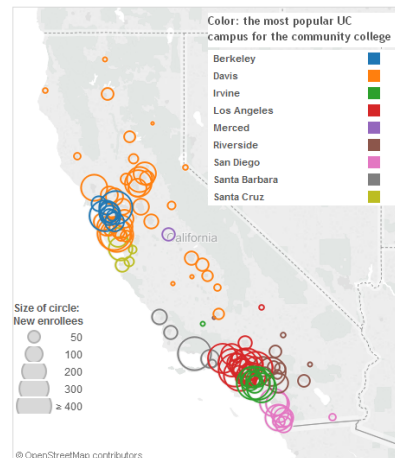 Color: the most popular UC
campus for the community college
Berkeley
Davis
Irvine
Los Angeles
Merced
Riverside
San Diego
Santa Barbara
Santa Cruz
California
Size of circle:
New enrollees
50
100
200
300
≥ 400
© OpenStreetMap contributors